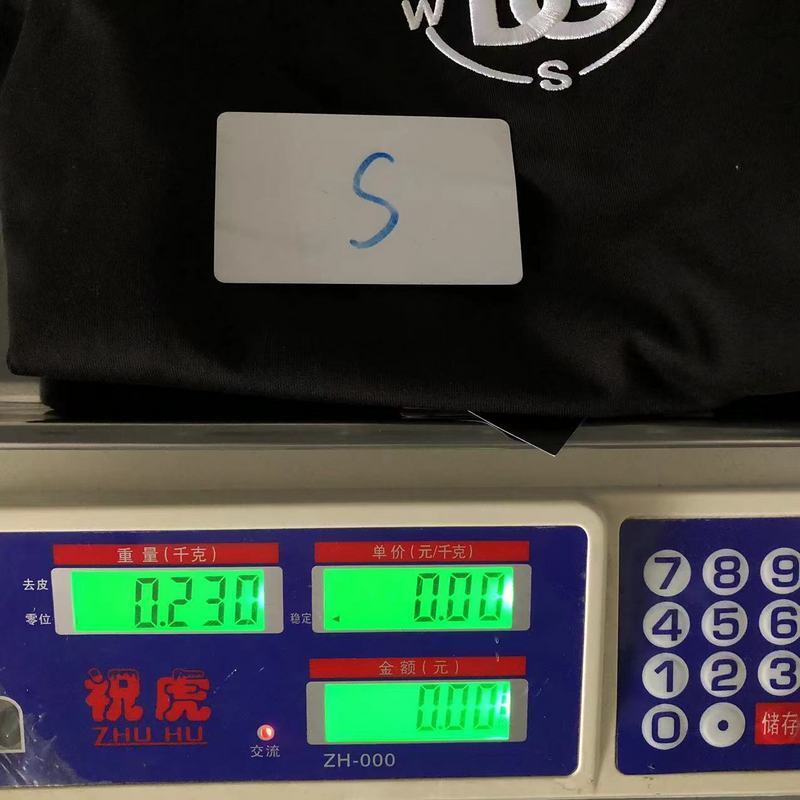 W DG
S
S
重量(千克)
单价(元/千克)
去皮
0.230
0.00
零位
稳定
金额(元)
0.00
祝虎
ZHU HU
交流
ZH-000
7 8 9
4 5 6
1 2 3
0 • 储存